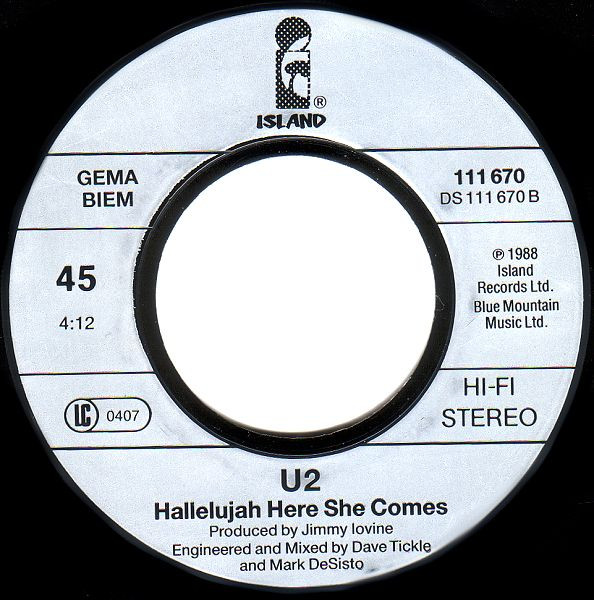 ®
ISLAND
GEMA
BIEM
111 670
DS 111 670 B
45
4:12
℗ 1988
Island
Records Ltd.
Blue Mountain
Music Ltd.
LC 0407
HI-FI
STEREO
U2
Hallelujah Here She Comes
Produced by Jimmy Iovine
Engineered and Mixed by Dave Tickle
and Mark DeSisto